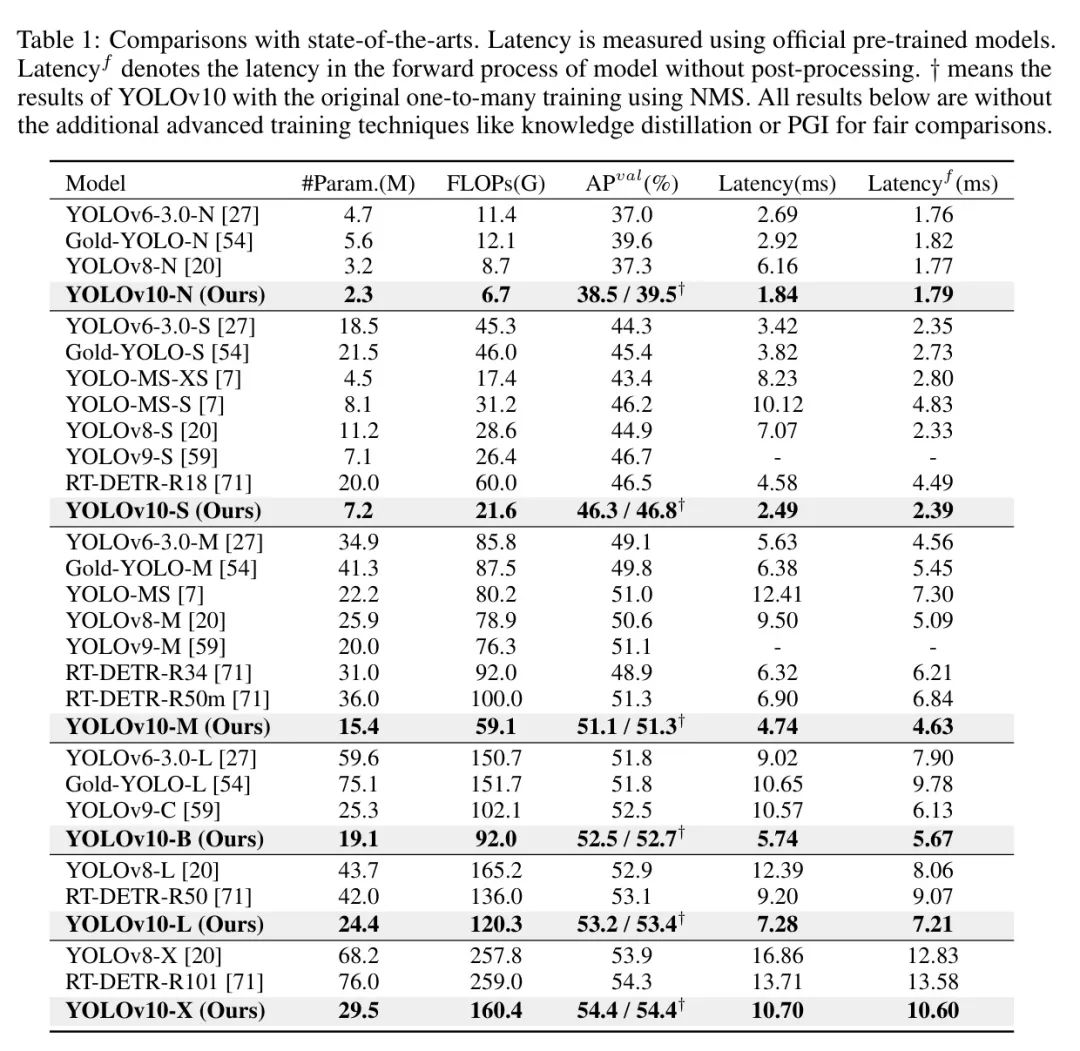 Table 1: Comparisons with state-of-the-arts. Latency is measured using official pre-trained models.
Latency^f denotes the latency in the forward process of model without post-processing. † means the
results of YOLOv10 with the original one-to-many training using NMS. All results below are without
the additional advanced training techniques like knowledge distillation or PGI for fair comparisons.
Model #Param.(M) FLOPs(G) AP^val(%) Latency(ms) Latency^f(ms)
YOLOv6-3.0-N [27] 4.7 11.4 37.0 2.69 1.76
Gold-YOLO-N [54] 5.6 12.1 39.6 2.92 1.82
YOLOv8-N [20] 3.2 8.7 37.3 6.16 1.77
YOLOv10-N (Ours) 2.3 6.7 38.5 / 39.5† 1.84 1.79
YOLOv6-3.0-S [27] 18.5 45.3 44.3 3.42 2.35
Gold-YOLO-S [54] 21.5 46.0 45.4 3.82 2.73
YOLO-MS-XS [7] 4.5 17.4 43.4 8.23 2.80
YOLO-MS-S [7] 8.1 31.2 46.2 10.12 4.83
YOLOv8-S [20] 11.2 28.6 44.9 7.07 2.33
YOLOv9-S [59] 7.1 26.4 46.7 - -
RT-DETR-R18 [71] 20.0 60.0 46.5 4.58 4.49
YOLOv10-S (Ours) 7.2 21.6 46.3 / 46.8† 2.49 2.39
YOLOv6-3.0-M [27] 34.9 85.8 49.1 5.63 4.56
Gold-YOLO-M [54] 41.3 87.5 49.8 6.38 5.45
YOLO-MS [7] 22.2 80.2 51.0 12.41 7.30
YOLOv8-M [20] 25.9 78.9 50.6 9.50 5.09
YOLOv9-M [59] 20.0 76.3 51.1 - -
RT-DETR-R34 [71] 31.0 92.0 48.9 6.32 6.21
RT-DETR-R50m [71] 36.0 100.0 51.3 6.90 6.84
YOLOv10-M (Ours) 15.4 59.1 51.1 / 51.3† 4.74 4.63
YOLOv6-3.0-L [27] 59.6 150.7 51.8 9.02 7.90
Gold-YOLO-L [54] 75.1 151.7 51.8 10.65 9.78
YOLOv9-C [59] 25.3 102.1 52.5 10.57 6.13
YOLOv10-B (Ours) 19.1 92.0 52.5 / 52.7† 5.74 5.67
YOLOv8-L [20] 43.7 165.2 52.9 12.39 8.06
RT-DETR-R50 [71] 42.0 136.0 53.1 9.20 9.07
YOLOv10-L (Ours) 24.4 120.3 53.2 / 53.4† 7.28 7.21
YOLOv8-X [20] 68.2 257.8 53.9 16.86 12.83
RT-DETR-R101 [71] 76.0 259.0 54.3 13.71 13.58
YOLOv10-X (Ours) 29.5 160.4 54.4 / 54.4† 10.70 10.60